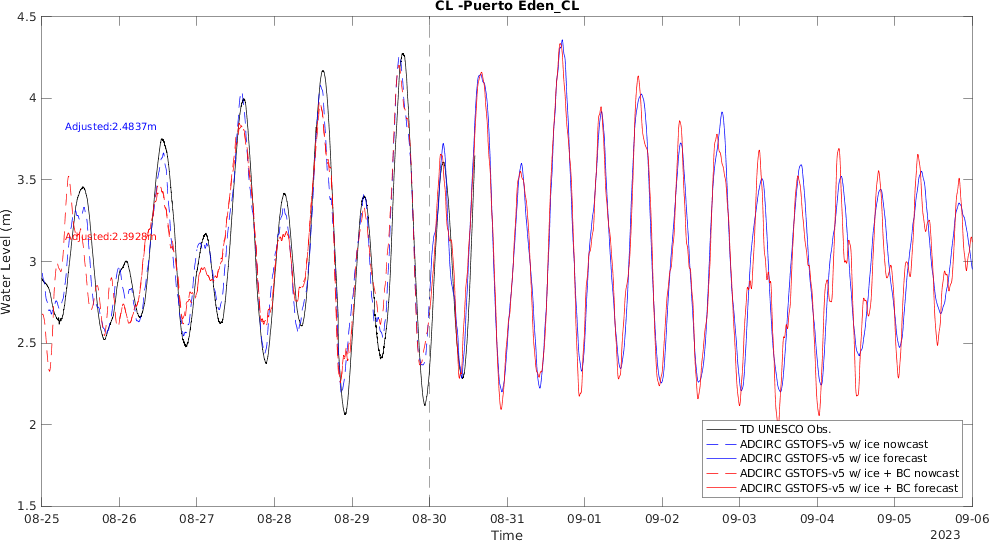 CL -Puerto Eden_CL
4.5
4
3.5
3
2.5
2
1.5
Water Level (m)
Adjusted:2.4837m
Adjusted:2.3928m
TD UNESCO Obs.
ADCIRC GSTOFS-v5 w/ ice nowcast
ADCIRC GSTOFS-v5 w/ ice forecast
ADCIRC GSTOFS-v5 w/ ice + BC nowcast
ADCIRC GSTOFS-v5 w/ ice + BC forecast
08-25 08-26 08-27 08-28 08-29 08-30 08-31 09-01 09-02 09-03 09-04 09-05 09-06
Time
2023